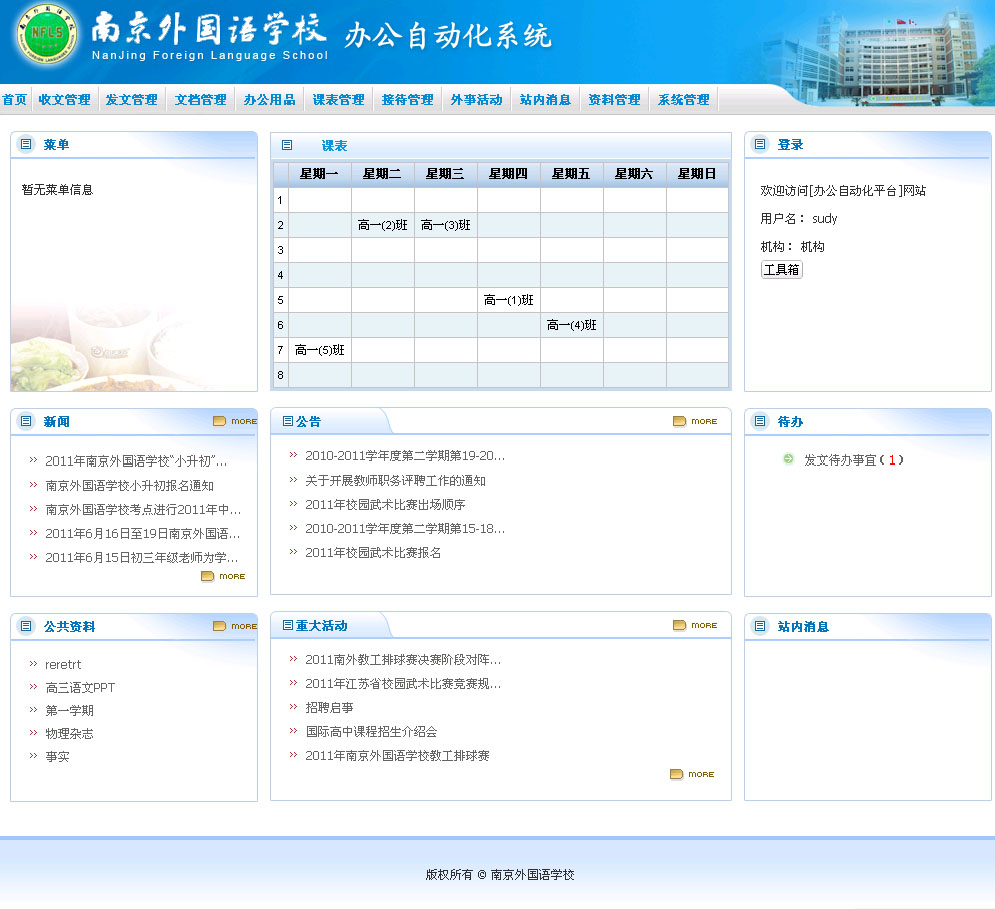 NFLS
南京外国语学校 办公自动化系统
NanJing Foreign Language School
首页 收文管理 发文管理 文档管理 办公用品 课表管理 接待管理 外事活动 站内消息 资料管理 系统管理
菜单
暂无菜单信息
课表
星期一 星期二 星期三 星期四 星期五 星期六 星期日
1
2 高一(2)班 高一(3)班
3
4
5 高一(1)班
6 高一(4)班
7 高一(5)班
8
登录
欢迎访问[办公自动化平台]网站
用户名： sudy
机构： 机构
工具箱
新闻 MORE
2011年南京外国语学校“小升初”...
南京外国语学校小升初报名通知
南京外国语学校考点进行2011年中...
2011年6月16日至19日南京外国语...
2011年6月15日初三年级老师为学...
MORE
公告 MORE
2010-2011学年度第二学期第19-20...
关于开展教师职务评聘工作的通知
2011年校园武术比赛出场顺序
2010-2011学年度第二学期第15-18...
2011年校园武术比赛报名
待办
发文待办事宜（1）
公共资料 MORE
reretrt
高三语文PPT
第一学期
物理杂志
事实
重大活动 MORE
2011南外教工排球赛决赛阶段对阵...
2011年江苏省校园武术比赛竞赛规...
招聘启事
国际高中课程招生介绍会
2011年南京外国语学校教工排球赛
MORE
站内消息
版权所有 © 南京外国语学校